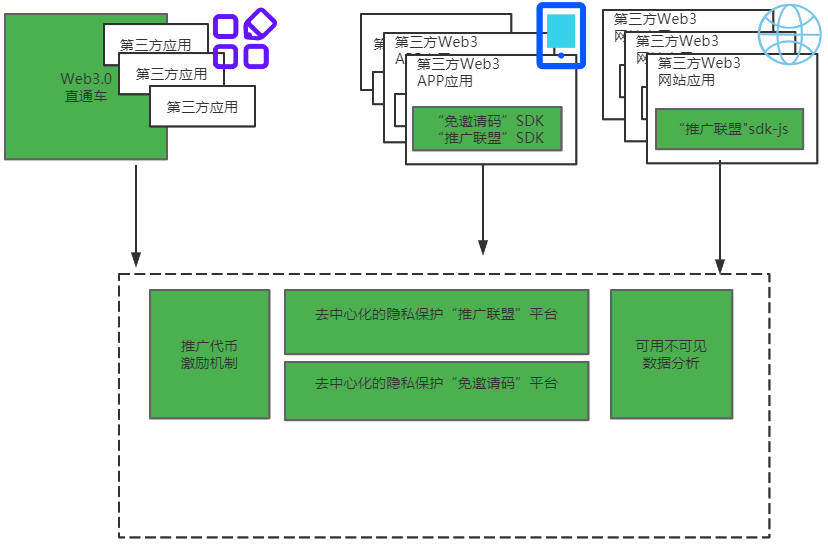 Web3.0
直通车
第三方应用
第三方应用
第三方应用
第
第三方Web3
第三方Web3
APP应用
“免邀请码”SDK
“推广联盟”SDK
第三方Web3
第三方Web3
第三方Web3
网站应用
“推广联盟"sdk-js
推广代币
激励机制
去中心化的隐私保护“推广联盟”平台
去中心化的隐私保护“免邀请码”平台
可用不可见
数据分析